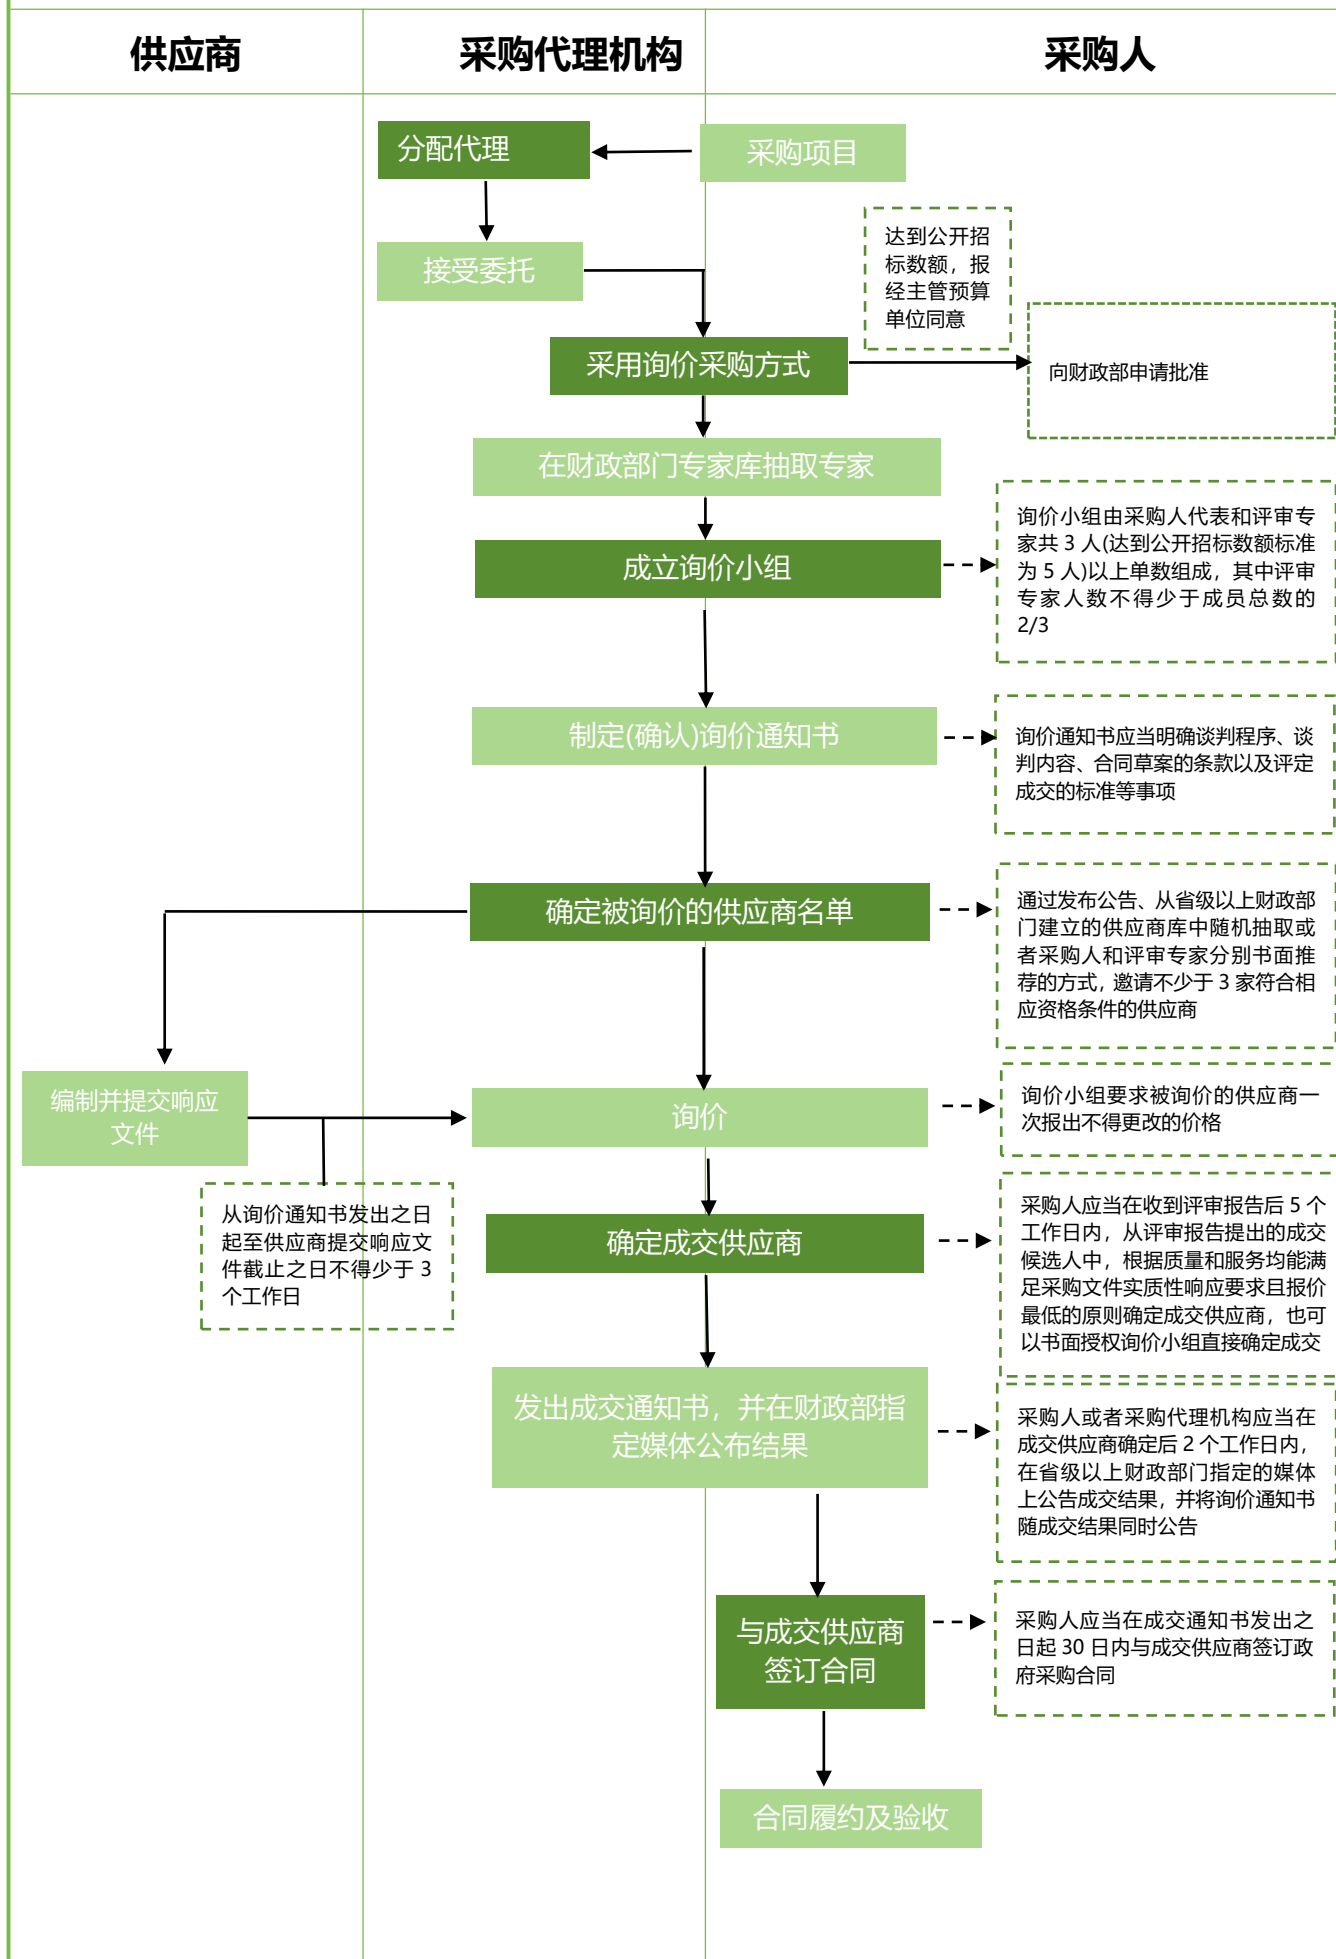 供应商
采购代理机构
采购人
分配代理
采购项目
接受委托
达到公开招
标数额，报
经主管预算
单位同意
采用询价采购方式
向财政部申请批准
在财政部门专家库抽取专家
成立询价小组
询价小组由采购人代表和评审专
家共 3 人(达到公开招标数额标准
为 5 人)以上单数组成，其中评审
专家人数不得少于成员总数的
2/3
制定(确认)询价通知书
询价通知书应当明确谈判程序、谈
判内容、合同草案的条款以及评定
成交的标准等事项
确定被询价的供应商名单
通过发布公告、从省级以上财政部
门建立的供应商库中随机抽取或
者采购人和评审专家分别书面推
荐的方式，邀请不少于 3 家符合相
应资格条件的供应商
编制并提交响应
文件
询价
询价小组要求被询价的供应商一
次报出不得更改的价格
从询价通知书发出之日
起至供应商提交响应文
件截止之日不得少于 3
个工作日
确定成交供应商
采购人应当在收到评审报告后 5 个
工作日内，从评审报告提出的成交
候选人中，根据质量和服务均能满
足采购文件实质性响应要求且报价
最低的原则确定成交供应商，也可
以书面授权询价小组直接确定成交
发出成交通知书，并在财政部指
定媒体公布结果
采购人或者采购代理机构应当在
成交供应商确定后 2 个工作日内，
在省级以上财政部门指定的媒体
上公告成交结果，并将询价通知书
随成交结果同时公告
与成交供应商
签订合同
采购人应当在成交通知书发出之
日起 30 日内与成交供应商签订政
府采购合同
合同履约及验收